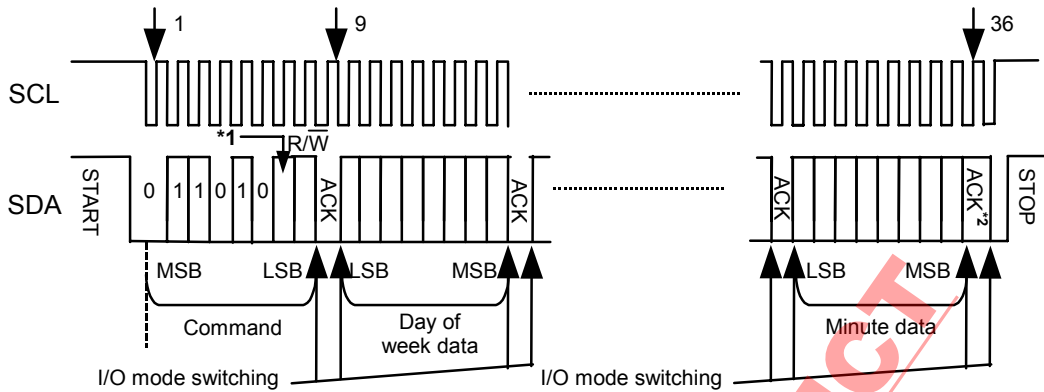 1 9 36
SCL
*1 R/W
SDA START 0 1 1 0 1 0 ACK ACK ACK ACK*2 STOP
MSB LSB LSB MSB LSB MSB
Command
Day of
week data
Minute data
I/O mode switching I/O mode switching